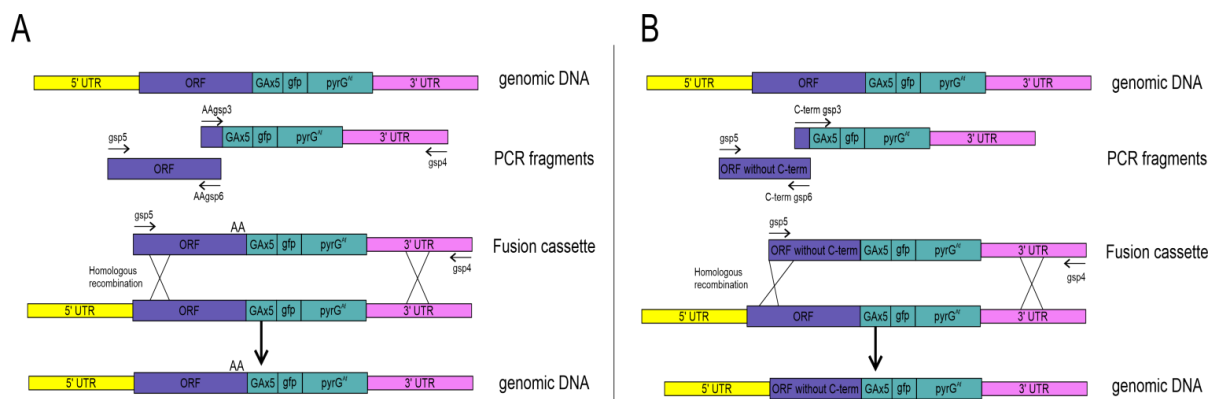 A
5' UTR ORF GAx5 gfp pyrG^Af 3' UTR genomic DNA
AAgsp3
GAx5 gfp pyrG^Af 3' UTR
gsp5 gsp4
ORF PCR fragments
AAgsp6
gsp5 AA
ORF GAx5 gfp pyrG^Af 3' UTR Fusion cassette
gsp4
Homologous
recombination
5' UTR ORF GAx5 gfp pyrG^Af 3' UTR
AA
5' UTR ORF GAx5 gfp pyrG^Af 3' UTR genomic DNA
B
5' UTR ORF GAx5 gfp pyrG^Af 3' UTR genomic DNA
C-term gsp3
GAx5 gfp pyrG^Af 3' UTR
gsp5
ORF without C-term PCR fragments
C-term gsp6
gsp5
ORF without C-term GAx5 gfp pyrG^Af 3' UTR Fusion cassette
gsp4
Homologous
recombination
5' UTR ORF GAx5 gfp pyrG^Af 3' UTR
5' UTR ORF without C-term GAx5 gfp pyrG^Af 3' UTR genomic DNA